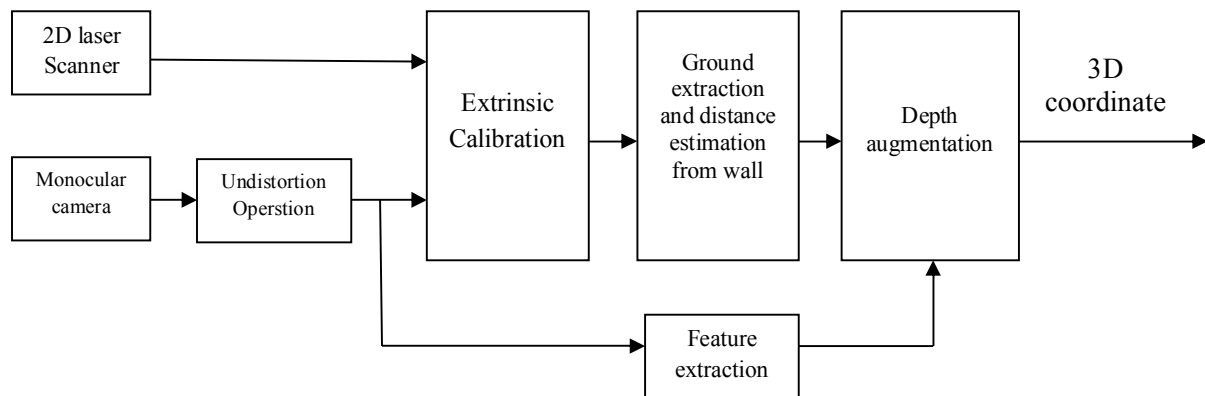 2D laser
Scanner
Monocular
camera
Undistortion
Operstion
Extrinsic
Calibration
Ground
extraction
and distance
estimation
from wall
Feature
extraction
Depth
augmentation
3D
coordinate